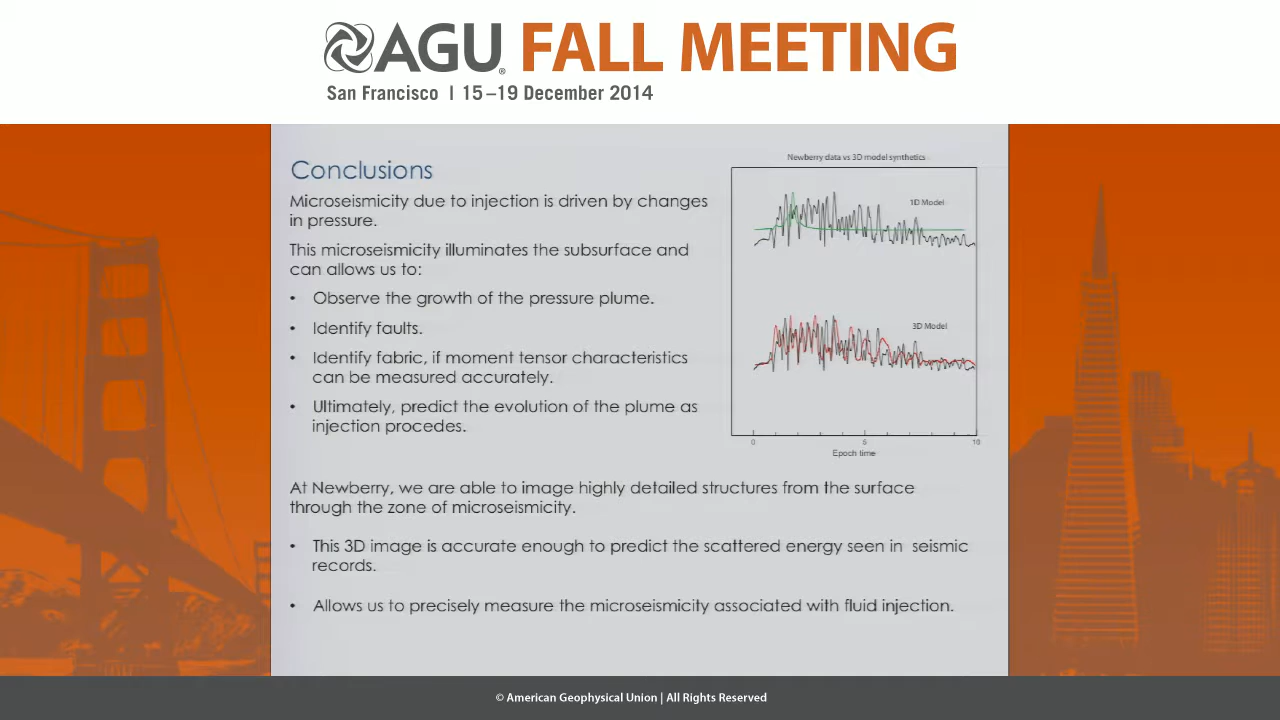 AGU FALL MEETING
San Francisco | 15–19 December 2014
Conclusions
Microseismicity due to injection is driven by changes
in pressure.
This microseismicity illuminates the subsurface and
can allows us to:
• Observe the growth of the pressure plume.
• Identify faults.
• Identify fabric, if moment tensor characteristics
can be measured accurately.
• Ultimately, predict the evolution of the plume as
injection procedes.
Newberry data vs 3D model synthetics
1D Model
3D Model
0 5 10
Epoch time
At Newberry, we are able to image highly detailed structures from the surface
through the zone of microseismicity.
• This 3D image is accurate enough to predict the scattered energy seen in seismic
records.
• Allows us to precisely measure the microseismicity associated with fluid injection.
© American Geophysical Union | All Rights Reserved